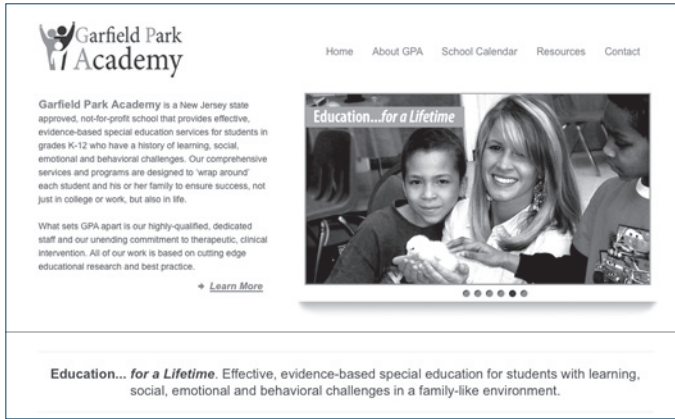 Garfield Park
Academy
Home About GPA School Calendar Resources Contact
Garfield Park Academy is a New Jersey state
approved, not-for-profit school that provides effective,
evidence-based special education services for students in
grades K-12 who have a history of learning, social,
emotional and behavioral challenges. Our comprehensive
services and programs are designed to ‘wrap around’
each student and his or her family to ensure success, not
just in college or work, but also in life.
What sets GPA apart is our highly-qualified, dedicated
staff and our unending commitment to therapeutic, clinical
intervention. All of our work is based on cutting edge
educational research and best practice.
Learn More
Education...for a Lifetime
Education... for a Lifetime. Effective, evidence-based special education for students with learning,
social, emotional and behavioral challenges in a family-like environment.